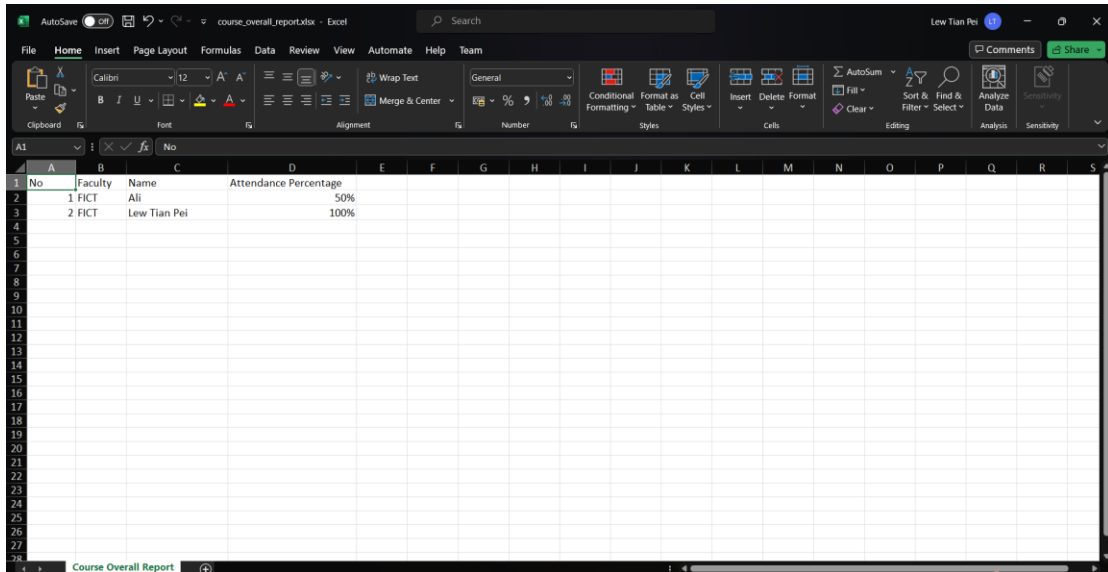 AutoSave Off course_overall_report.xlsx - Excel Search Lew Tian Pei LT
File Home Insert Page Layout Formulas Data Review View Automate Help Team Comments Share
Paste Calibri 12 A A Wrap Text General Conditional Formatting Format as Table Cell Styles Insert Delete Format AutoSum Fill Clear Sort & Filter Find & Select Analyze Data Sensitivity
B I U A Merge & Center % 9
Clipboard Font Alignment Number Styles Cells Editing Analysis Sensitivity
A1 fx No
A B C D E F G H I J K L M N O P Q R S
1 No Faculty Name Attendance Percentage
2 1 FICT Ali 50%
3 2 FICT Lew Tian Pei 100%
4
5
6
7
8
9
10
11
12
13
14
15
16
17
18
19
20
21
22
23
24
25
26
27
28
Course Overall Report